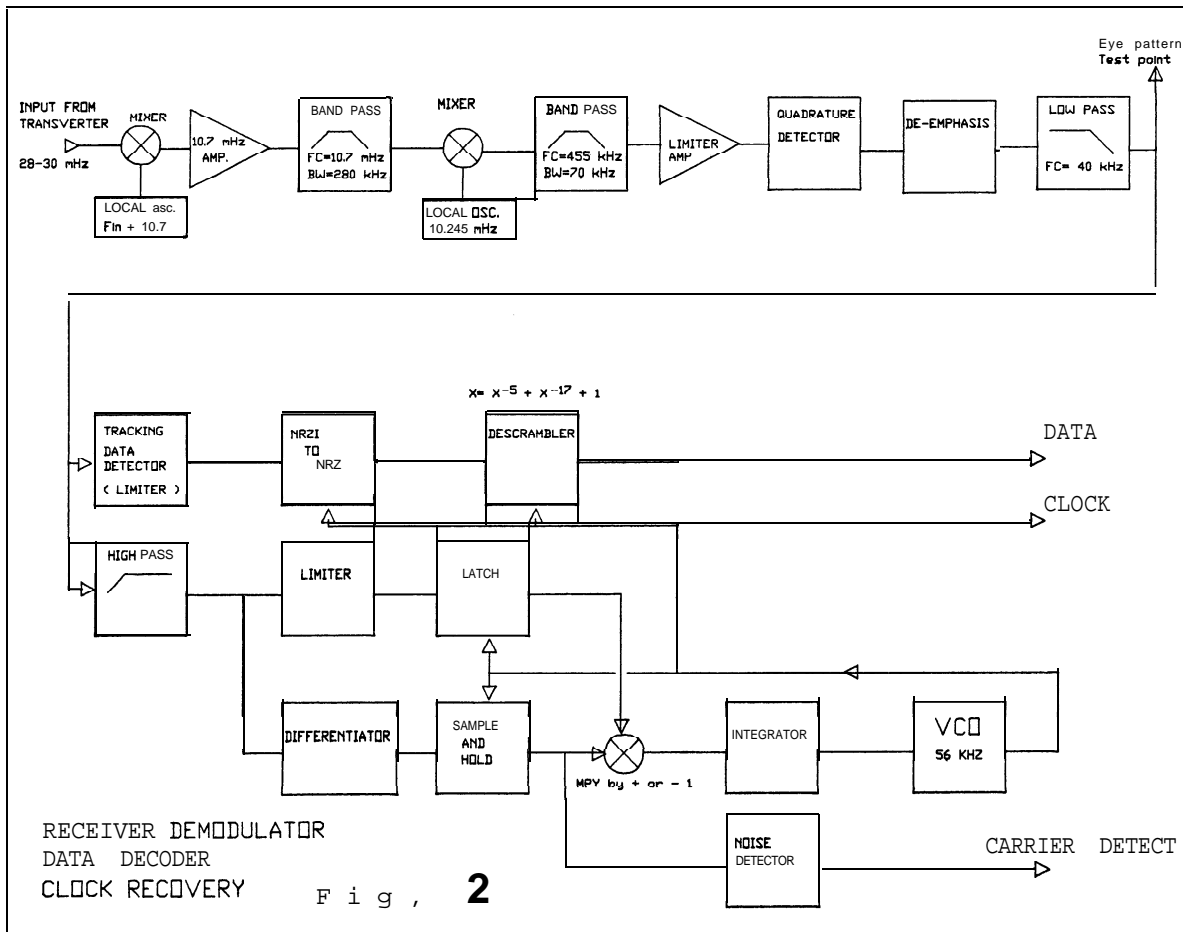 Eye pattern
Test point
INPUT FROM
TRANSVERTER
28-30 mHz
MIXER
LOCAL asc.
Fin + 10.7
10.7 mHz
AMP.
BAND PASS
FC=10.7 mHz
BW=280 kHz
MIXER
LOCAL OSC.
10.245 mHz
BAND PASS
FC=455 kHz
BW=70 kHz
LIMITER
AMP
QUADRATURE
DETECTOR
DE-EMPHASIS
LOW PASS
FC= 40 kHz
X= X-5 + X-17 + 1
TRACKING
DATA
DETECTOR
( LIMITER )
NRZI
TO
NRZ
DESCRAMBLER
DATA
CLOCK
HIGH PASS
LIMITER
LATCH
DIFFERENTIATOR
SAMPLE
AND
HOLD
MPY by + or - 1
INTEGRATOR
VCO
56 KHZ
NOISE
DETECTOR
CARRIER DETECT
RECEIVER DEMODULATOR
DATA DECODER
CLOCK RECOVERY
Fig, 2